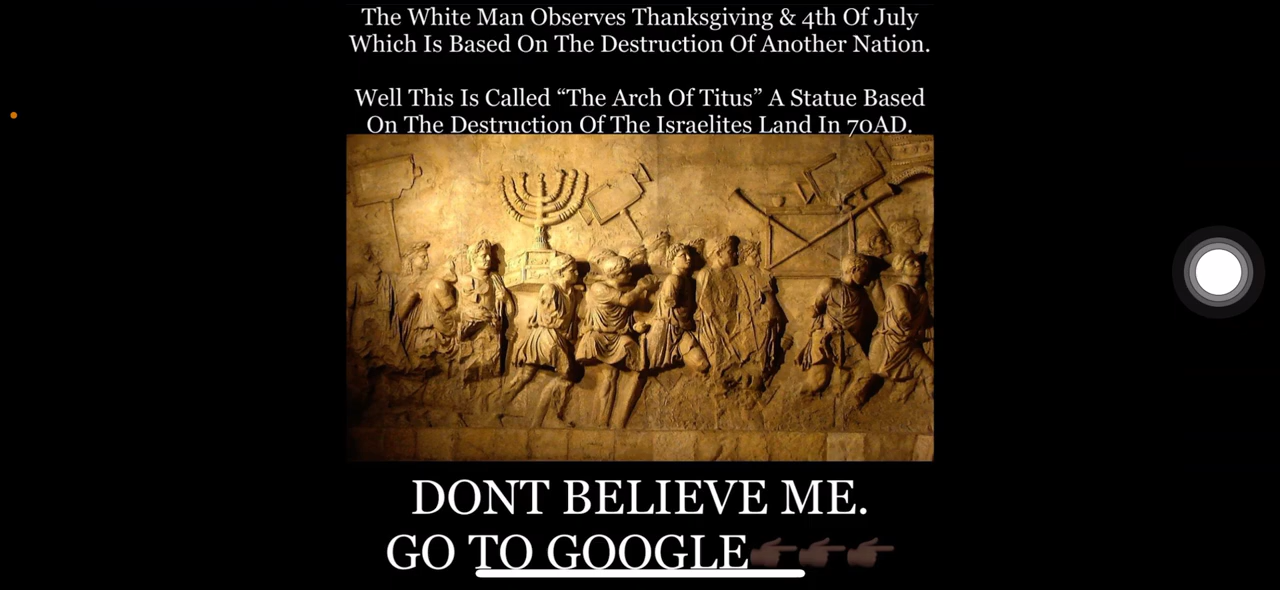 The White Man Observes Thanksgiving & 4th Of July
Which Is Based On The Destruction Of Another Nation.
Well This Is Called “The Arch Of Titus” A Statue Based
On The Destruction Of The Israelites Land In 70AD.
DONT BELIEVE ME.
GO TO GOOGLE👉🏿👉🏿👉🏿